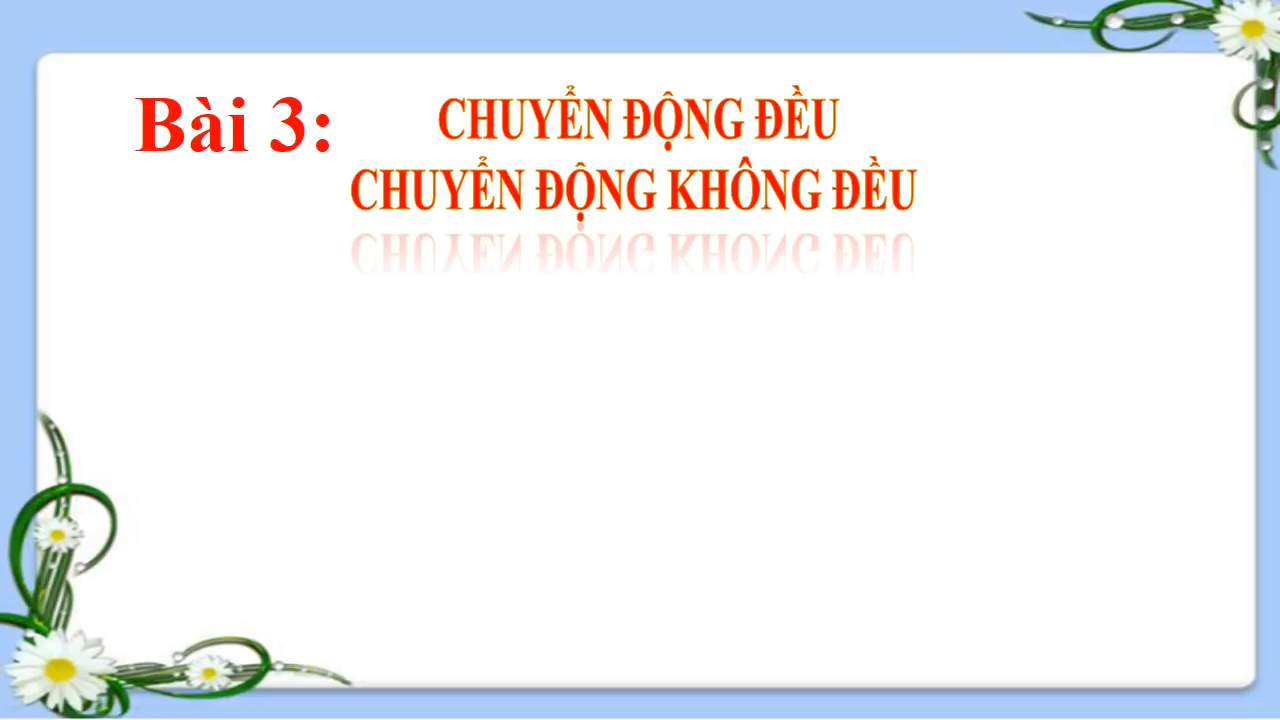 Bài 3:
CHUYỂN ĐỘNG ĐỀU
CHUYỂN ĐỘNG KHÔNG ĐỀU